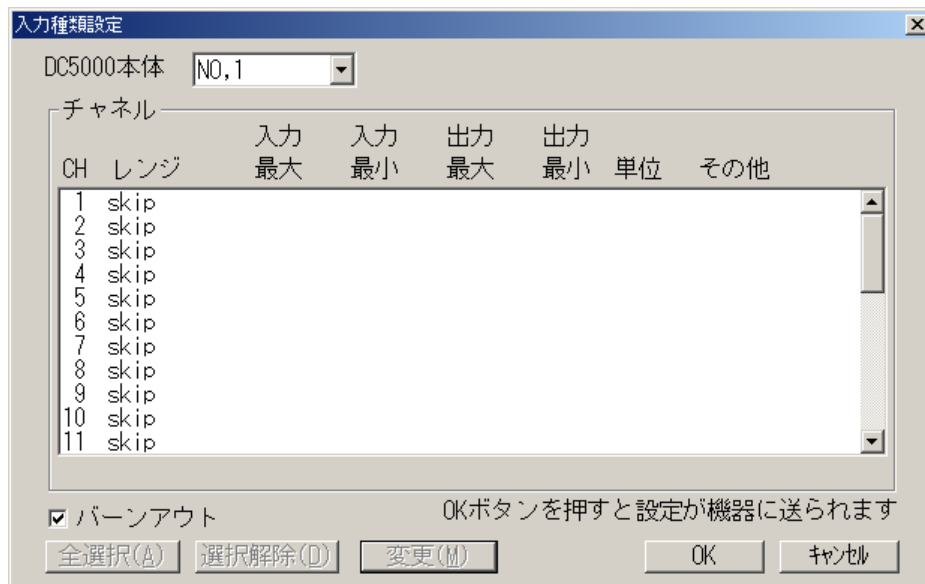 入力種類設定
DC5000本体 NO,1
チャネル
入力 入力 出力 出力
CH レンジ 最大 最小 最大 最小 単位 その他
1 skip
2 skip
3 skip
4 skip
5 skip
6 skip
7 skip
8 skip
9 skip
10 skip
11 skip
バーンアウト OKボタンを押すと設定が機器に送られます
全選択(A) 選択解除(D) 変更(M) OK キャンセル